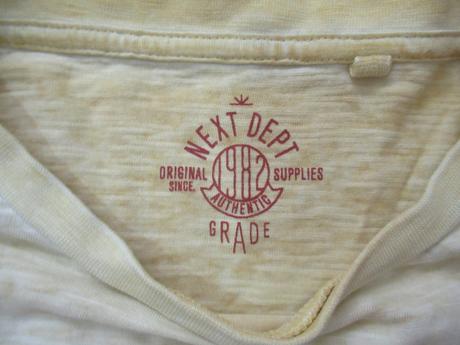 NEXT DEPT
ORIGINAL SINCE.
1982
SUPPLIES
AUTHENTIC
GRADE